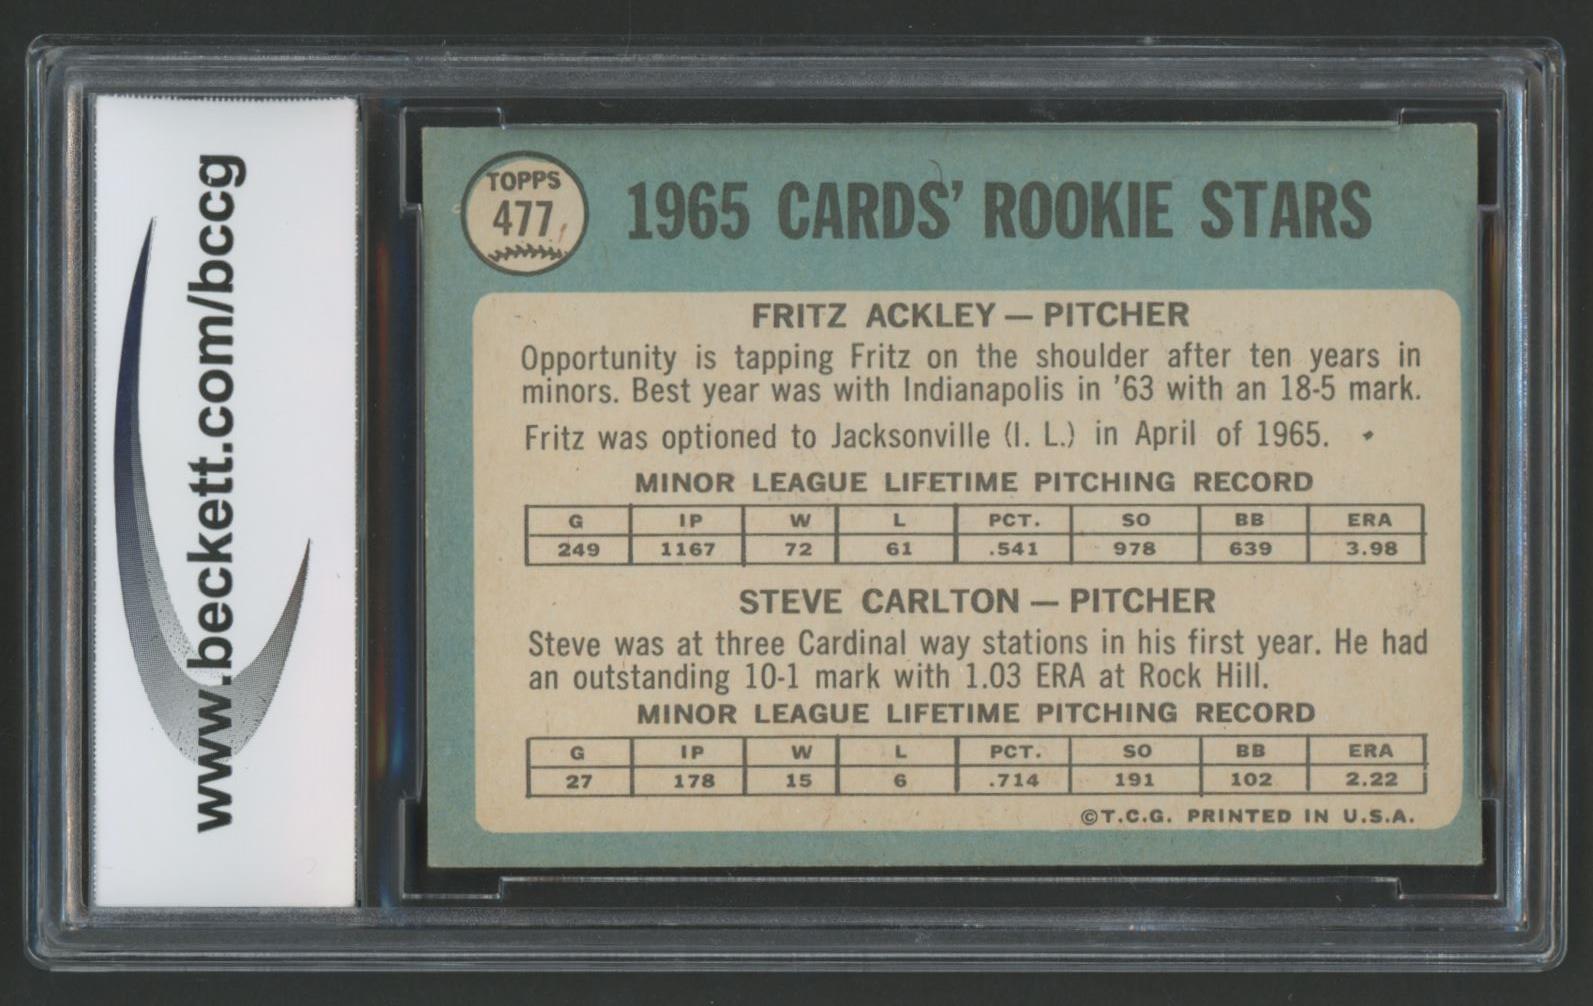 www.beckett.com/bccg
TOPPS
477
1965 CARDS' ROOKIE STARS
FRITZ ACKLEY — PITCHER
Opportunity is tapping Fritz on the shoulder after ten years in
minors. Best year was with Indianapolis in '63 with an 18-5 mark.
Fritz was optioned to Jacksonville (I. L.) in April of 1965.
MINOR LEAGUE LIFETIME PITCHING RECORD
G IP W L PCT. SO BB ERA
249 1167 72 61 .541 978 639 3.98
STEVE CARLTON — PITCHER
Steve was at three Cardinal way stations in his first year. He had
an outstanding 10-1 mark with 1.03 ERA at Rock Hill.
MINOR LEAGUE LIFETIME PITCHING RECORD
G IP W L PCT. SO BB ERA
27 178 15 6 .714 191 102 2.22
©T.C.G. PRINTED IN U.S.A.